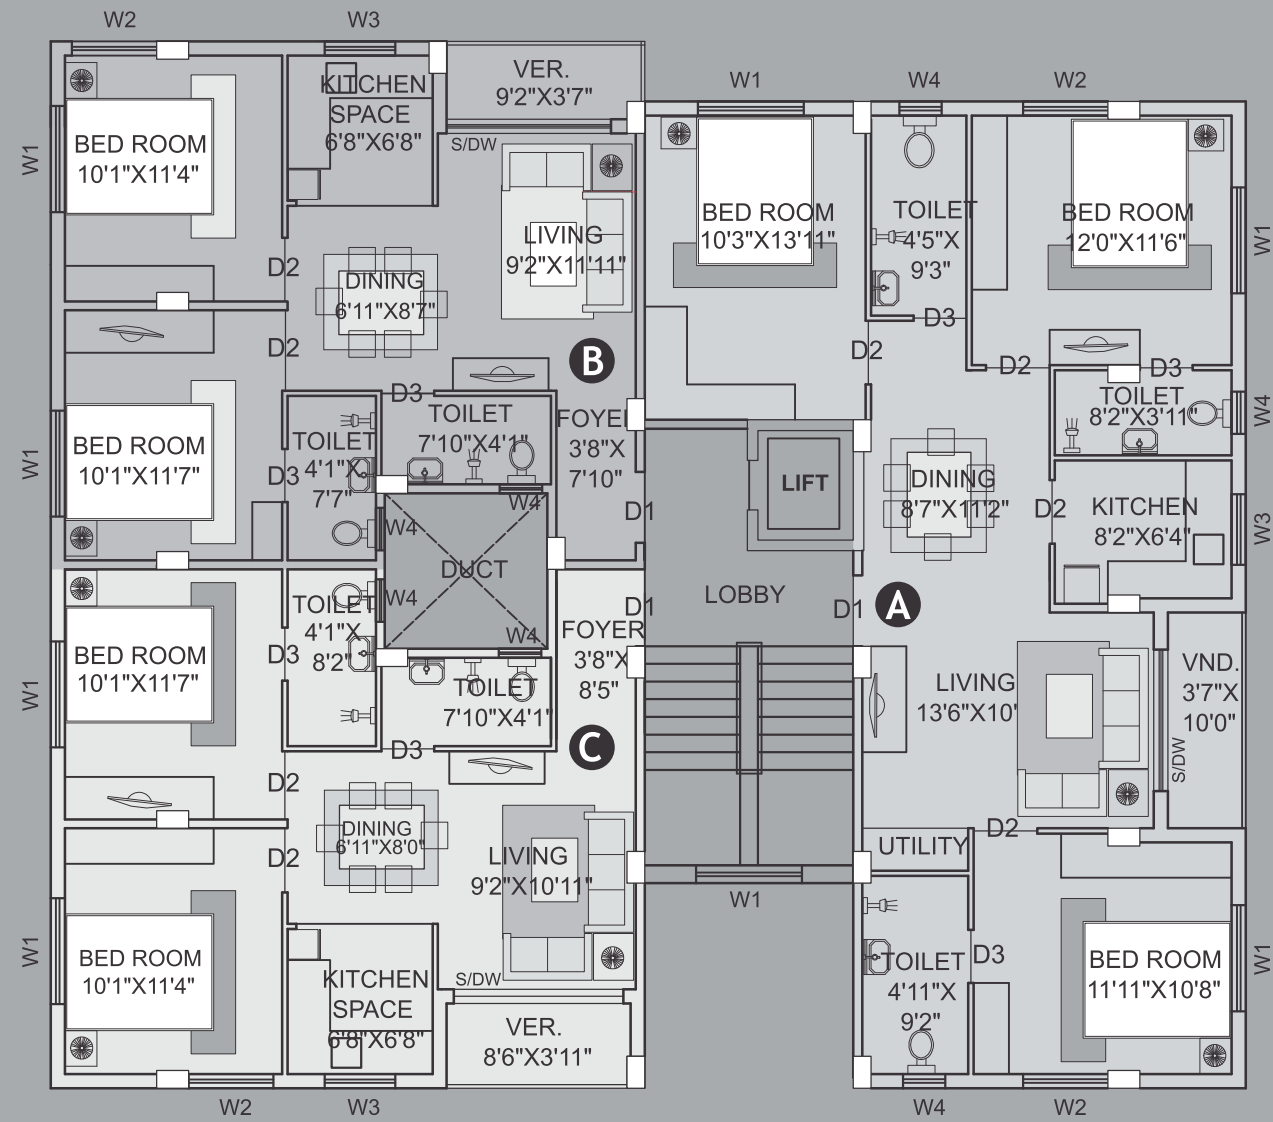 W2
W3
BED ROOM
10'1"X11'4"
W1
KITCHEN
SPACE
6'8"X6'8"
VER.
9'2"X3'7"
S/DW
LIVING
9'2"X11'11"
DINING
6'11"X8'7"
D2
D2
B
BED ROOM
10'1"X11'7"
W1
D3
TOILET
4'1"X
7'7"
D3
TOILET
7'10"X4'1"
FOYER
3'8"X
7'10"
D1
W4
W4
DUCT
W4
W4
BED ROOM
10'1"X11'7"
W1
TOILET
4'1"X
8'2"
D3
D1
FOYER
3'8"X
8'5"
TOILET
7'10"X4'1"
D3
C
D2
D2
DINING
6'11"X8'0"
LIVING
9'2"X10'11"
BED ROOM
10'1"X11'4"
W1
KITCHEN
SPACE
6'8"X6'8"
S/DW
VER.
8'6"X3'11"
W2
W3
W1
W4
W2
BED ROOM
10'3"X13'11"
TOILET
4'5"X
9'3"
D3
BED ROOM
12'0"X11'6"
W1
D2
D2
D3
TOILET
8'2"X3'11"
W4
LIFT
DINING
8'7"X11'2"
D2
KITCHEN
8'2"X6'4"
W3
LOBBY
D1
A
LIVING
13'6"X10'
VND.
3'7"X
10'0"
S/DW
D2
UTILITY
W1
TOILET
4'11"X
9'2"
D3
BED ROOM
11'11"X10'8"
W1
W4
W2